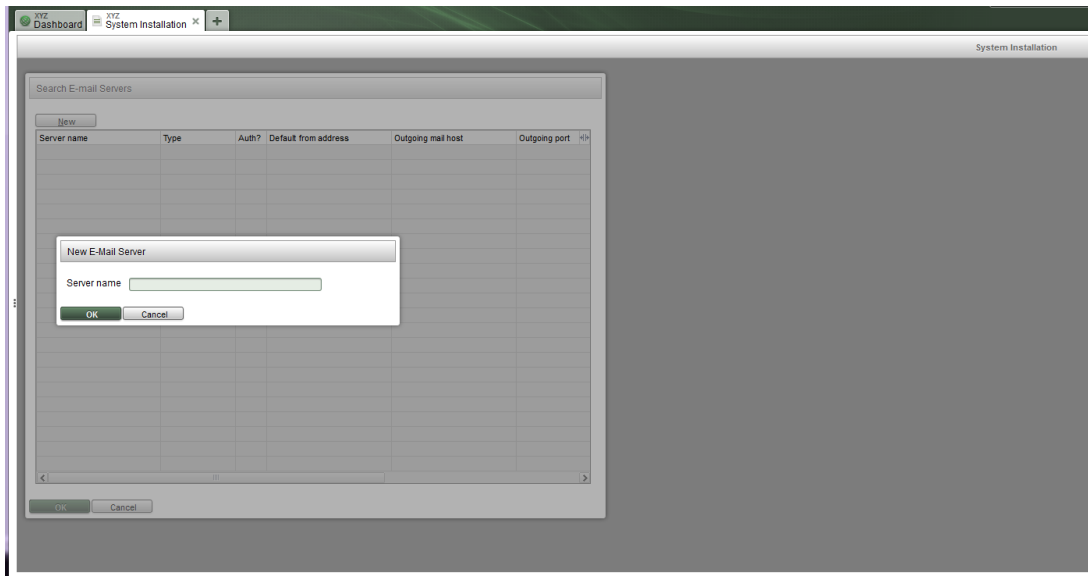 XYZ
Dashboard
XYZ
System Installation
System Installation
Search E-mail Servers
New
Server name Type Auth? Default from address Outgoing mail host Outgoing port
New E-Mail Server
Server name
OK Cancel
OK Cancel